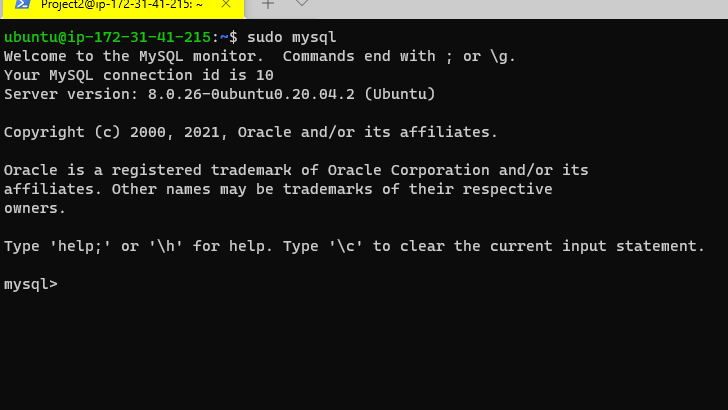 Project2@ip-172-31-41-215: ~
ubuntu@ip-172-31-41-215:~$ sudo mysql
Welcome to the MySQL monitor.  Commands end with ; or \g.
Your MySQL connection id is 10
Server version: 8.0.26-0ubuntu0.20.04.2 (Ubuntu)
Copyright (c) 2000, 2021, Oracle and/or its affiliates.
Oracle is a registered trademark of Oracle Corporation and/or its
affiliates. Other names may be trademarks of their respective
owners.
Type 'help;' or '\h' for help. Type '\c' to clear the current input statement.
mysql>